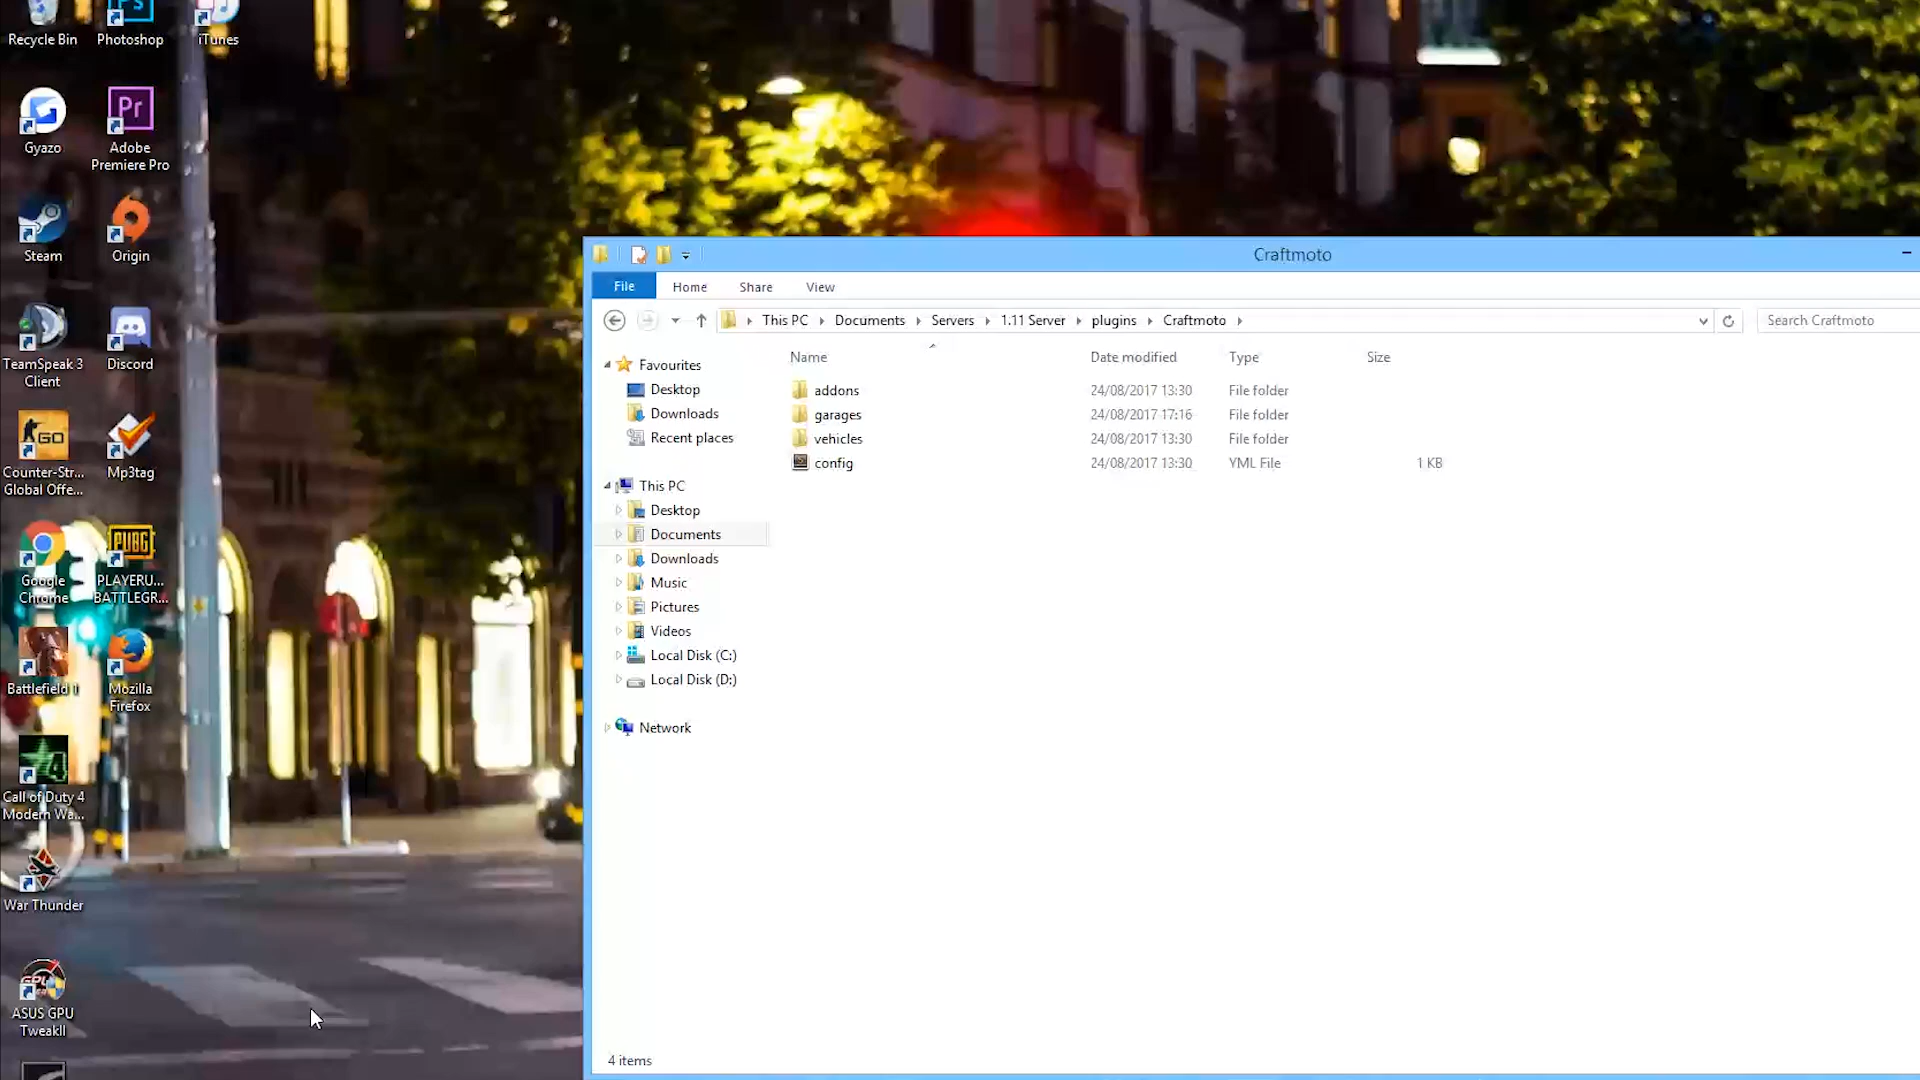 Recycle Bin
Photoshop
iTunes
Gyazo
Pr
Adobe
Premiere Pro
Steam
Origin
TeamSpeak 3
Client
Discord
GO
Counter-Str...
Global Offe...
Mp3tag
Google
Chrome
PUBG
PLAYERU...
BATTLEGR...
Battlefield 1
Mozilla
Firefox
4
Call of Duty 4
Modern Wa...
War Thunder
ASUS GPU
TweakII
Craftmoto
File
Home
Share
View
This PC
Documents
Servers
1.11 Server
plugins
Craftmoto
Search Craftmoto
Favourites
Desktop
Downloads
Recent places
This PC
Desktop
Documents
Downloads
Music
Pictures
Videos
Local Disk (C:)
Local Disk (D:)
Network
Name Date modified Type Size
addons 24/08/2017 13:30 File folder
garages 24/08/2017 17:16 File folder
vehicles 24/08/2017 13:30 File folder
config 24/08/2017 13:30 YML File 1 KB
4 items